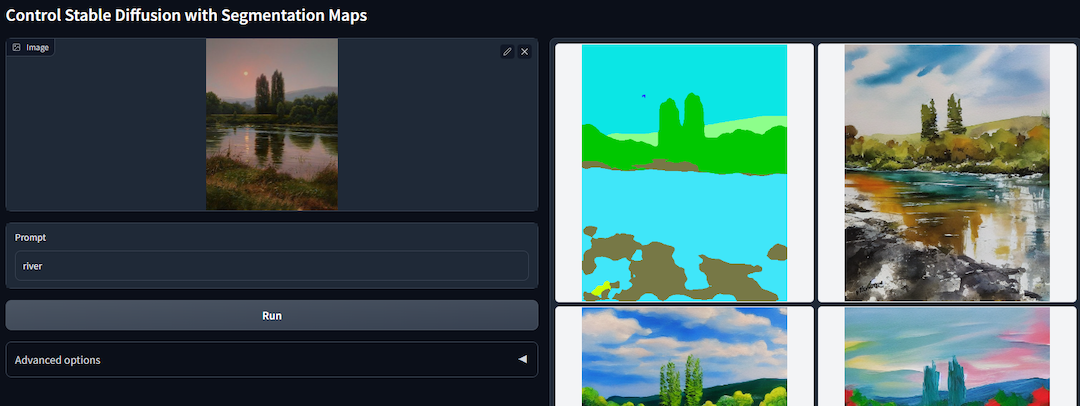 Control Stable Diffusion with Segmentation Maps
Image
Prompt
river
Run
Advanced options